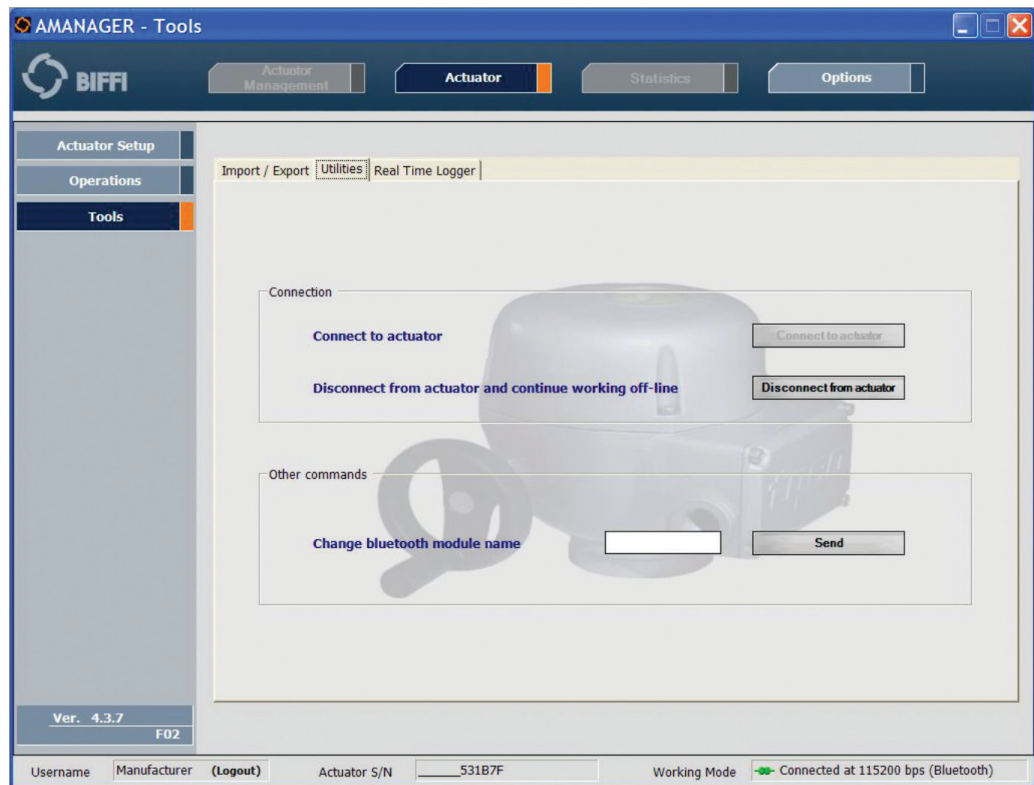 AMANAGER - Tools
BIFFI
Actuator
Management
Actuator
Statistics
Options
Actuator Setup
Operations
Tools
Import / Export
Utilities
Real Time Logger
Connection
Connect to actuator
Connect to actuator
Disconnect from actuator and continue working off-line
Disconnect from actuator
Other commands
Change bluetooth module name
Send
Ver. 4.3.7
F02
Username
Manufacturer
(Logout)
Actuator S/N
______531B7F
Working Mode
Connected at 115200 bps (Bluetooth)